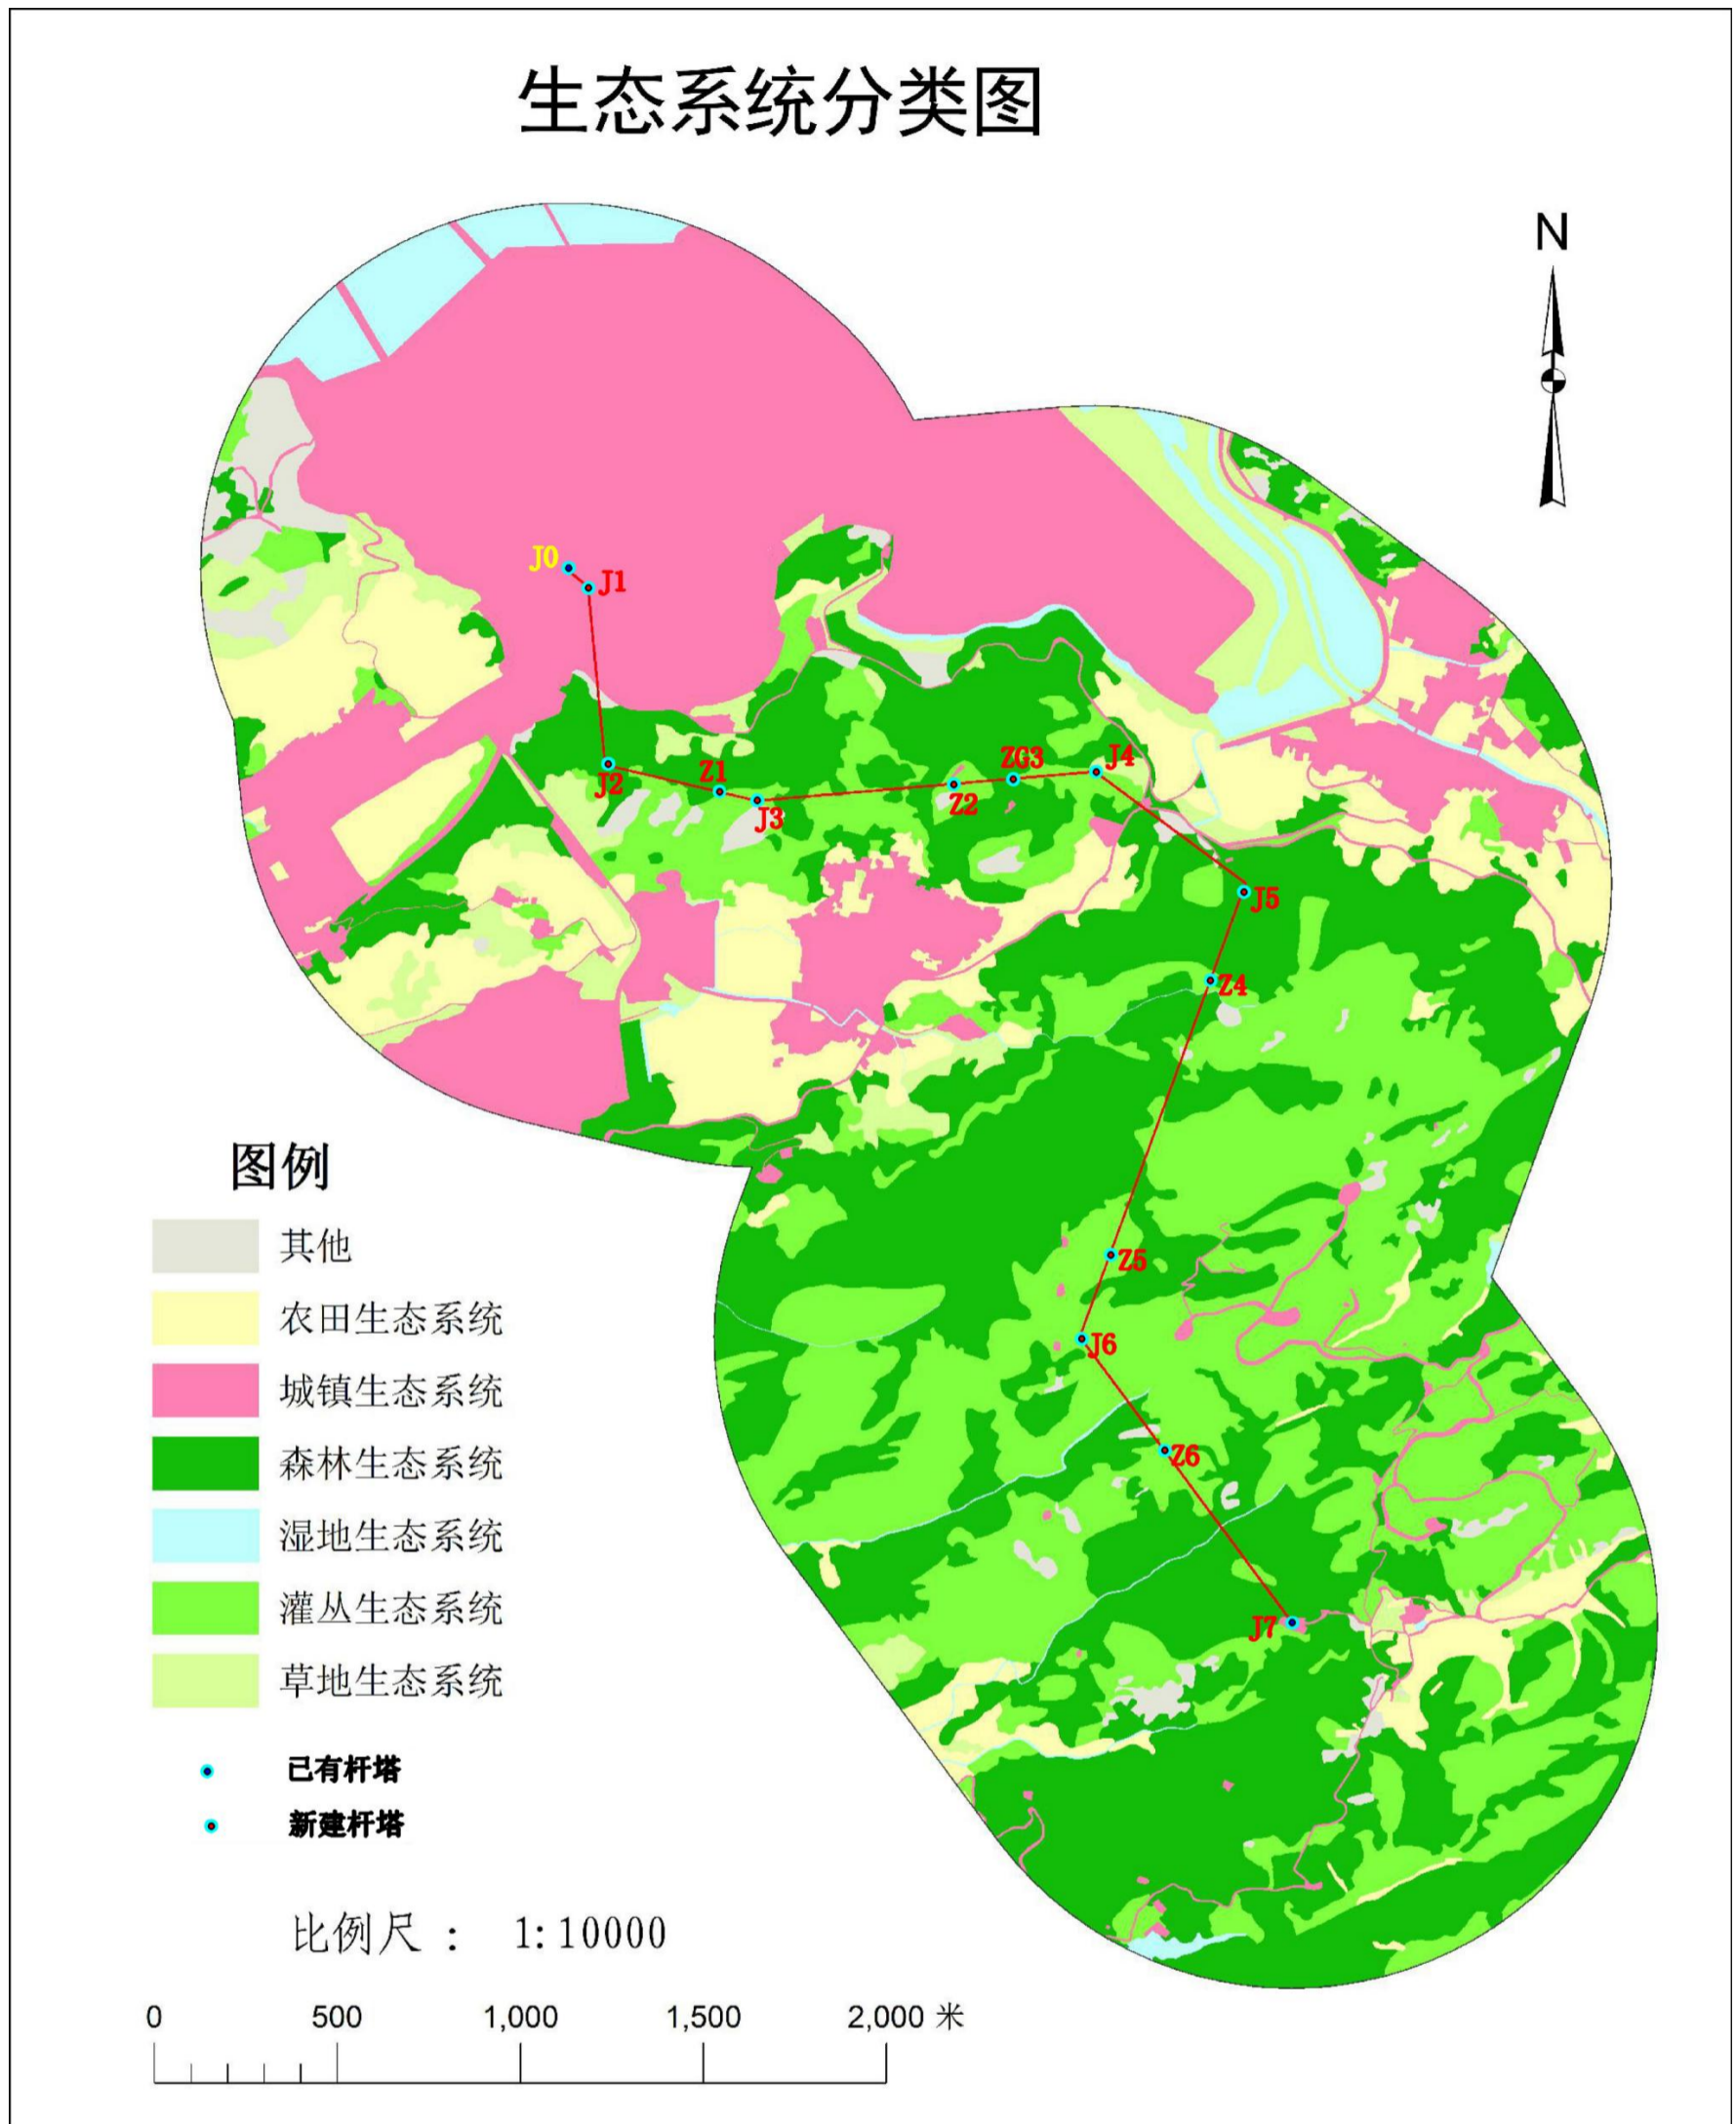 生态系统分类图
N
J0
J1
J2
Z1
J3
Z2
ZG3
J4
J5
Z4
Z5
J6
Z6
J7
图例
其他
农田生态系统
城镇生态系统
森林生态系统
湿地生态系统
灌丛生态系统
草地生态系统
已有杆塔
新建杆塔
比例尺： 1:10000
0 500 1,000 1,500 2,000 米